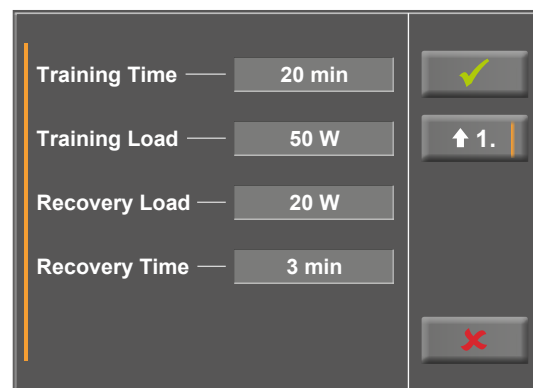 Training Time 20 min
Training Load 50 W
1.
Recovery Load 20 W
Recovery Time 3 min